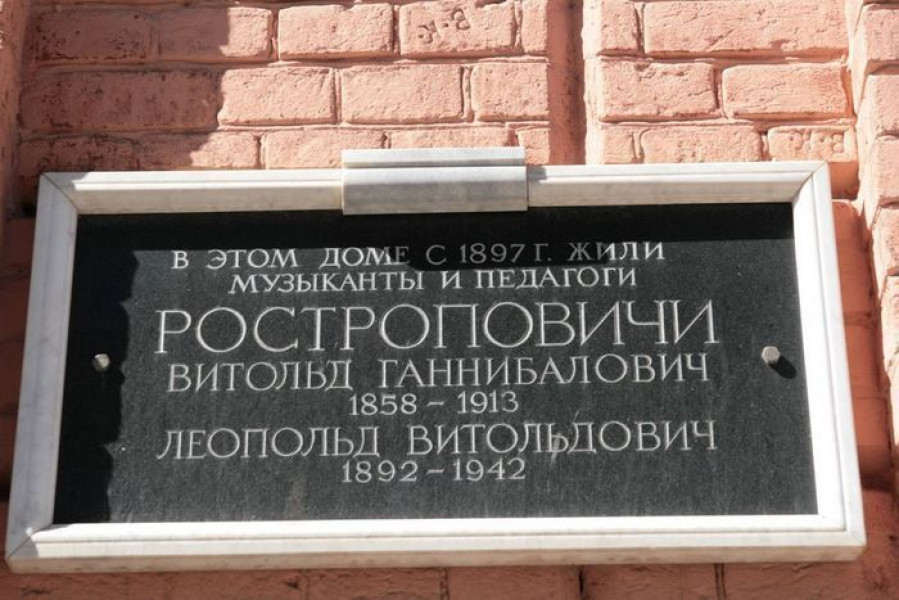 В ЭТОМ ДОМЕ С 1897 Г. ЖИЛИ
МУЗЫКАНТЫ И ПЕДАГОГИ
РОСТРОПОВИЧИ
ВИТОЛЬД ГАННИБАЛОВИЧ
1858 – 1913
ЛЕОПОЛЬД ВИТОЛЬДОВИЧ
1892 – 1942